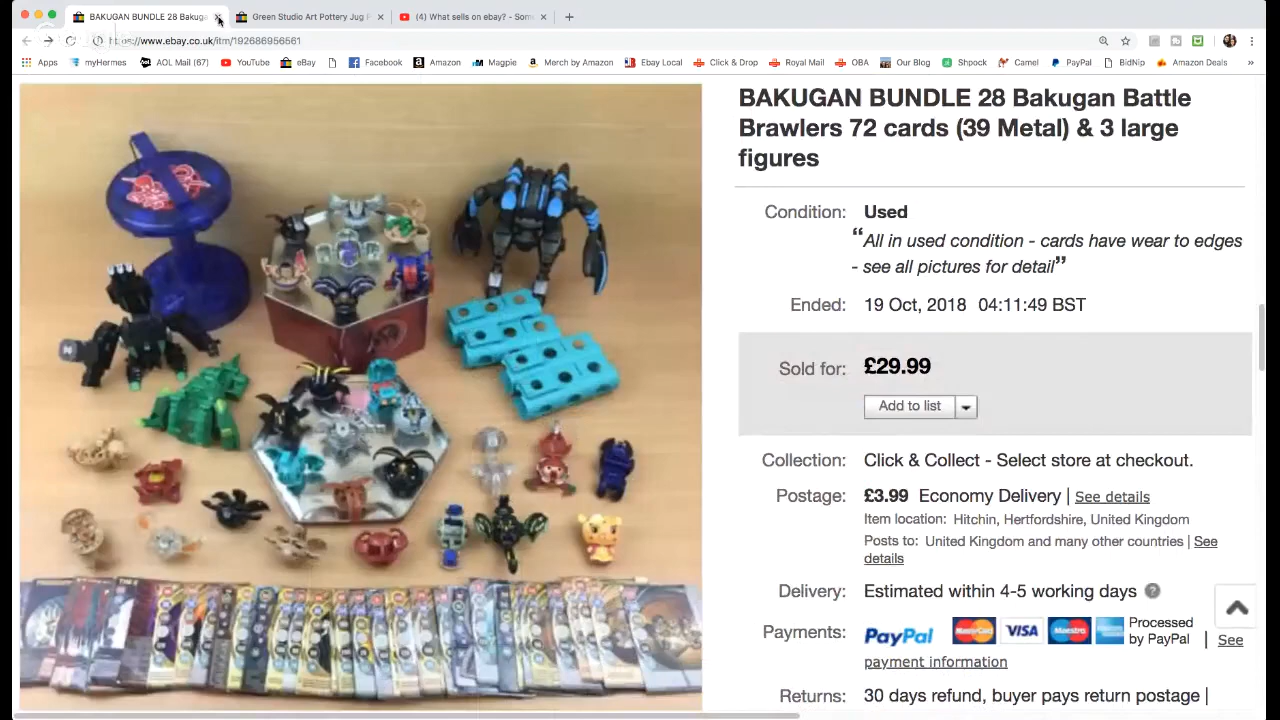 BAKUGAN BUNDLE 28 Bakuga
Green Studio Art Pottery Jug
(4) What sells on ebay? - Som
https://www.ebay.co.uk/itm/192686956561
Apps myHermes AOL Mail (67) YouTube eBay Facebook Amazon Magpie Merch by Amazon Ebay Local Click & Drop Royal Mail OBA Our Blog Shpock Camel PayPal BidNip Amazon Deals »
BAKUGAN BUNDLE 28 Bakugan Battle
Brawlers 72 cards (39 Metal) & 3 large
figures
Condition: Used
“All in used condition - cards have wear to edges
- see all pictures for detail”
Ended: 19 Oct, 2018 04:11:49 BST
Sold for: £29.99
Add to list
Collection: Click & Collect - Select store at checkout.
Postage: £3.99 Economy Delivery | See details
Item location: Hitchin, Hertfordshire, United Kingdom
Posts to: United Kingdom and many other countries | See
details
Delivery: Estimated within 4-5 working days ?
Payments: PayPal MasterCard VISA Maestro Processed
by PayPal | See
payment information
Returns: 30 days refund, buyer pays return postage |